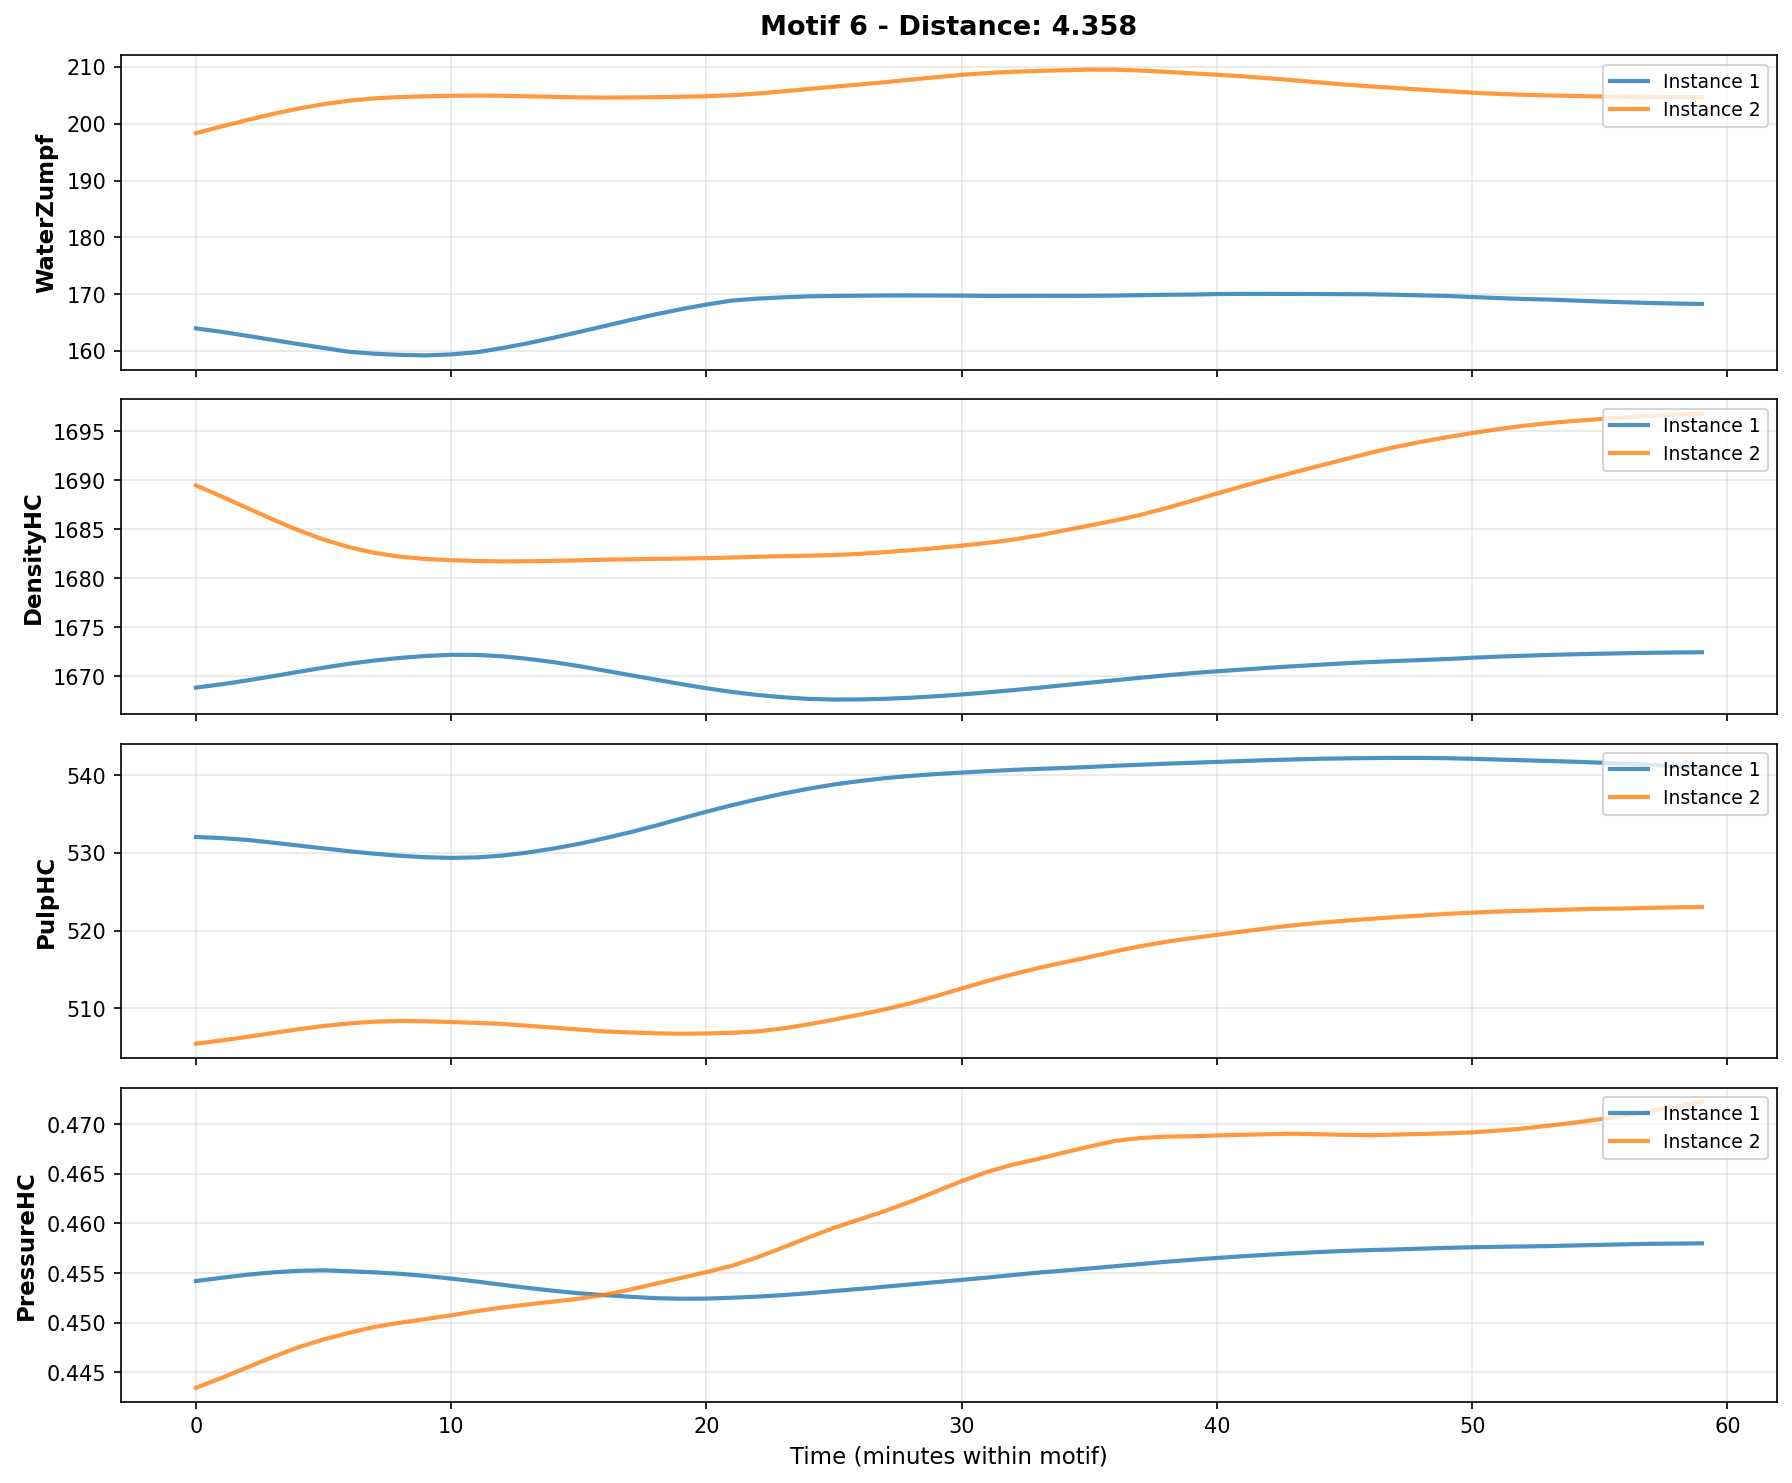 Motif 6 - Distance: 4.358
WaterZumpf
210
200
190
180
170
160
Instance 1
Instance 2
DensityHC
1695
1690
1685
1680
1675
1670
Instance 1
Instance 2
PulpHC
540
530
520
510
Instance 1
Instance 2
PressureHC
0.470
0.465
0.460
0.455
0.450
0.445
Instance 1
Instance 2
0 10 20 30 40 50 60
Time (minutes within motif)